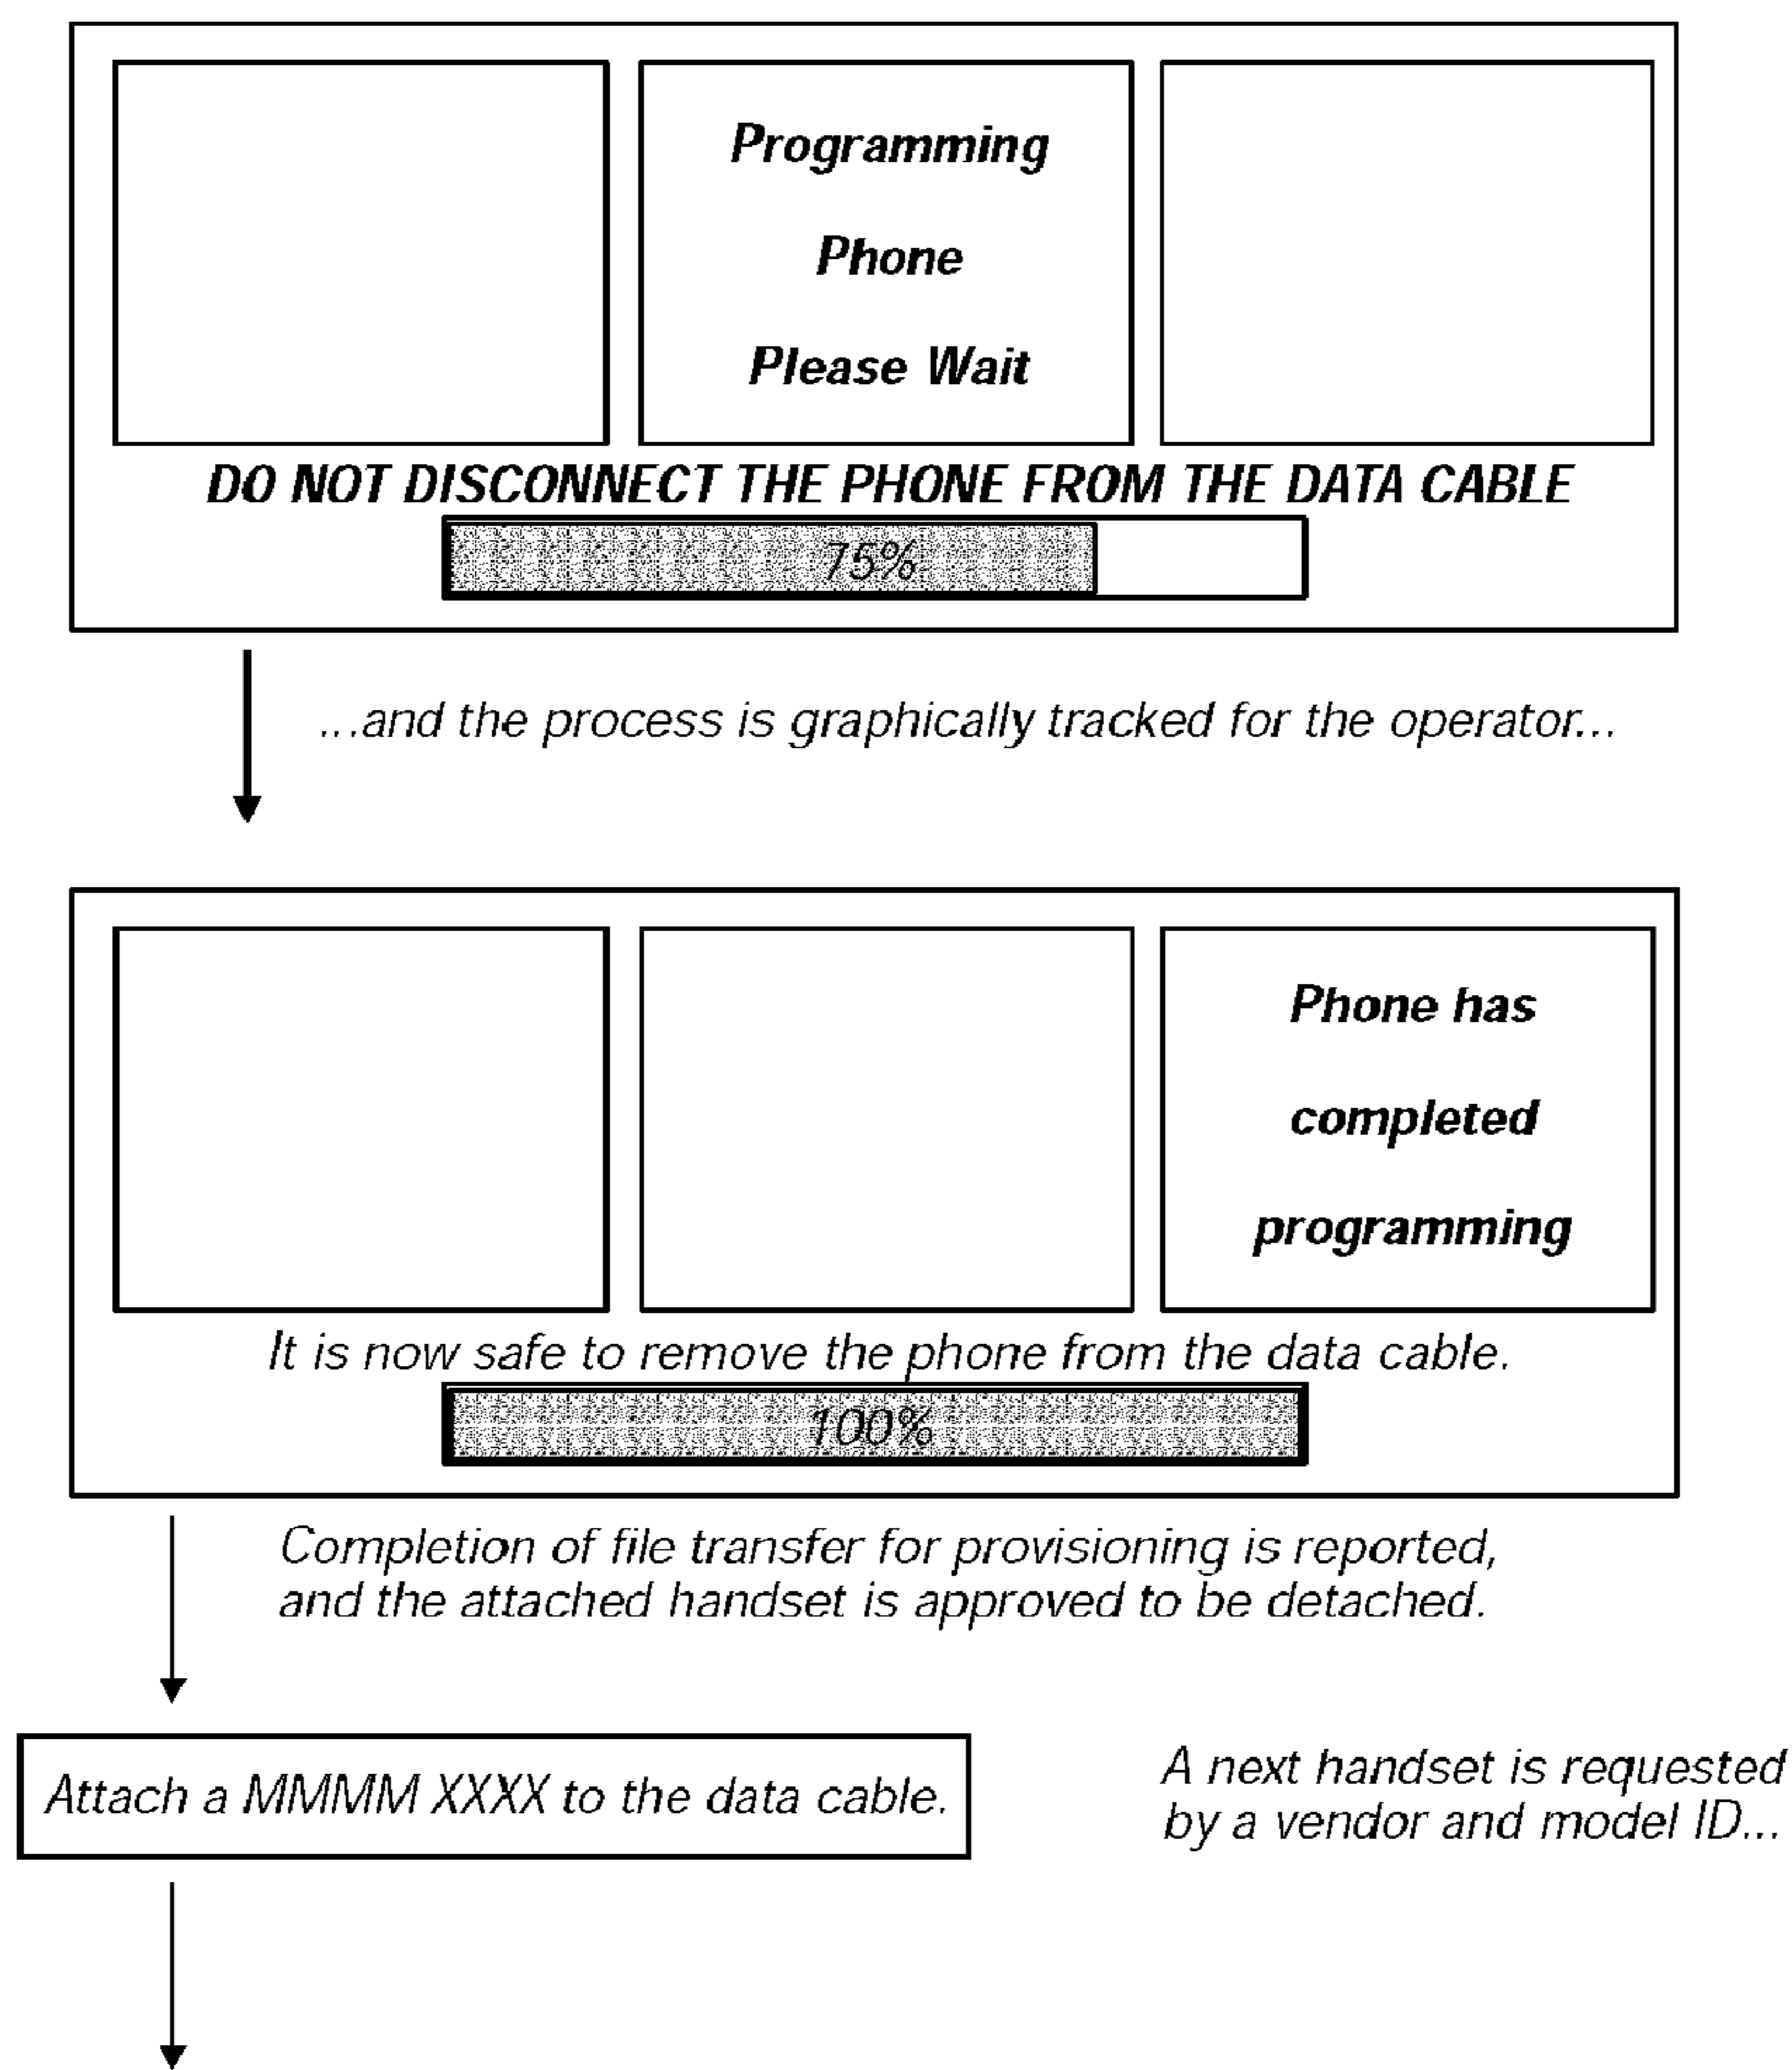 Programming
Phone
Please Wait
DO NOT DISCONNECT THE PHONE FROM THE DATA CABLE
75%
...and the process is graphically tracked for the operator...
Phone has
completed
programming
It is now safe to remove the phone from the data cable.
100%
Completion of file transfer for provisioning is reported,
and the attached handset is approved to be detached.
Attach a MMMM XXXX to the data cable.
A next handset is requested
by a vendor and model ID...